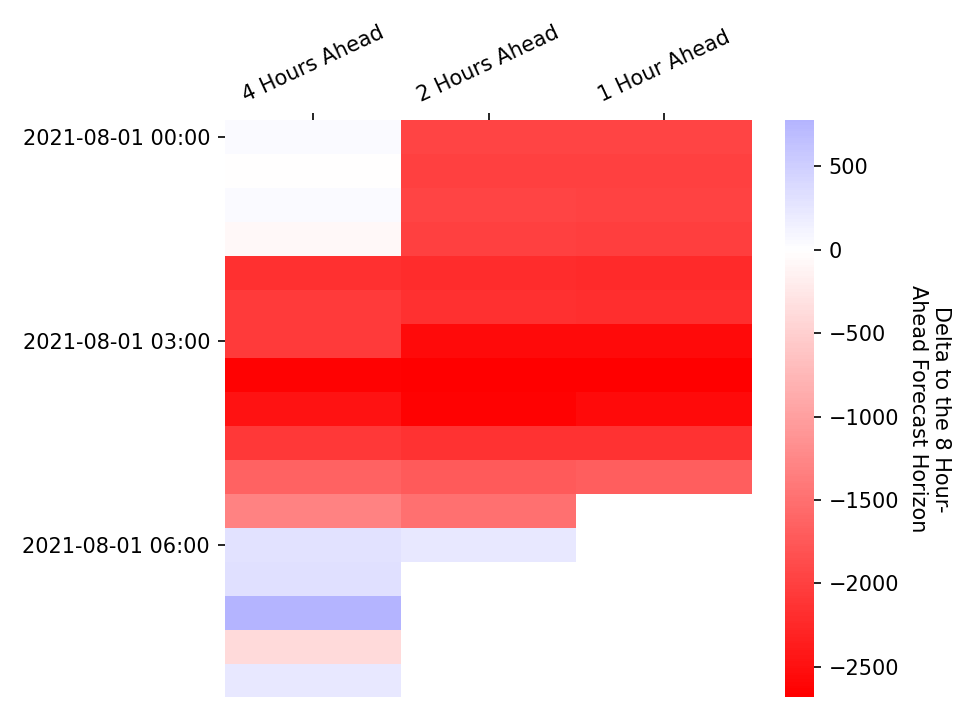 4 Hours Ahead
2 Hours Ahead
1 Hour Ahead
2021-08-01 00:00
2021-08-01 03:00
2021-08-01 06:00
500
0
−500
−1000
−1500
−2000
−2500
Delta to the 8 Hour-
Ahead Forecast Horizon